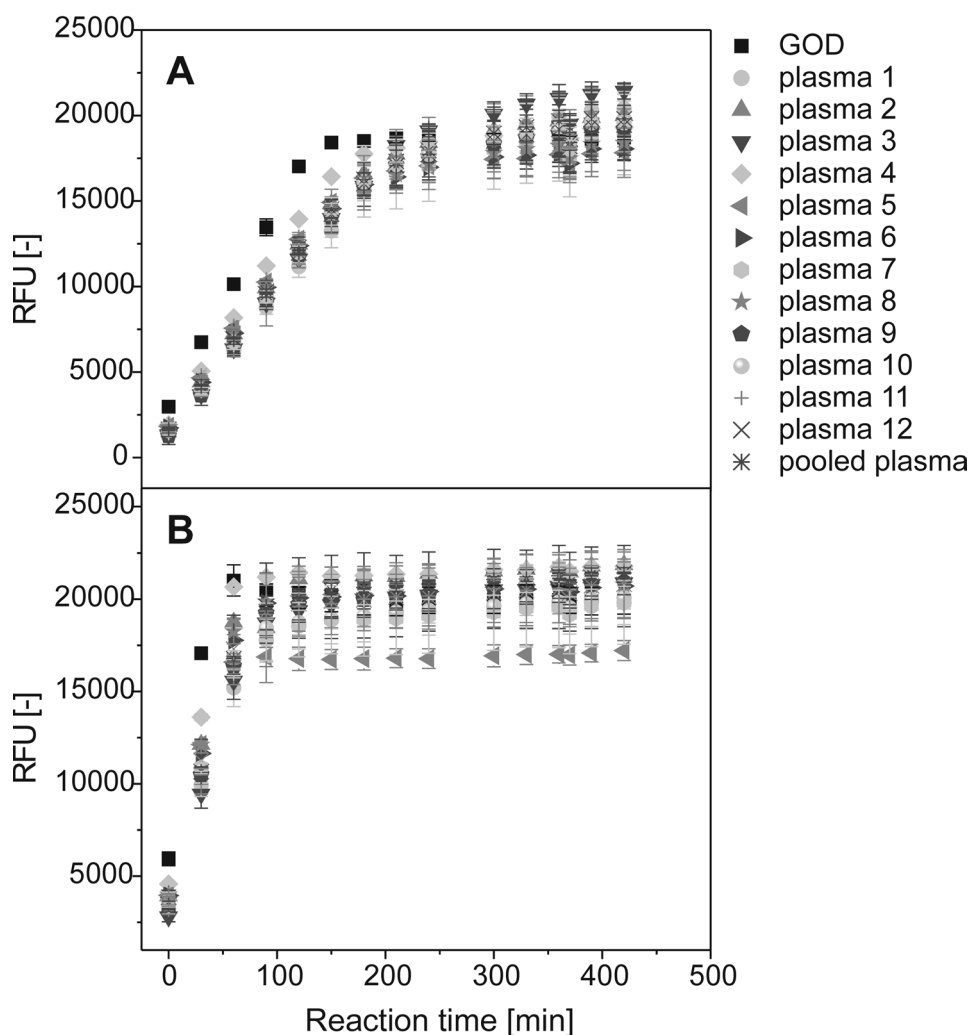 25000
20000
15000
10000
5000
0
RFU [-]
A
GOD
plasma 1
plasma 2
plasma 3
plasma 4
plasma 5
plasma 6
plasma 7
plasma 8
plasma 9
plasma 10
plasma 11
plasma 12
pooled plasma
25000
20000
15000
10000
5000
RFU [-]
B
0 100 200 300 400 500
Reaction time [min]